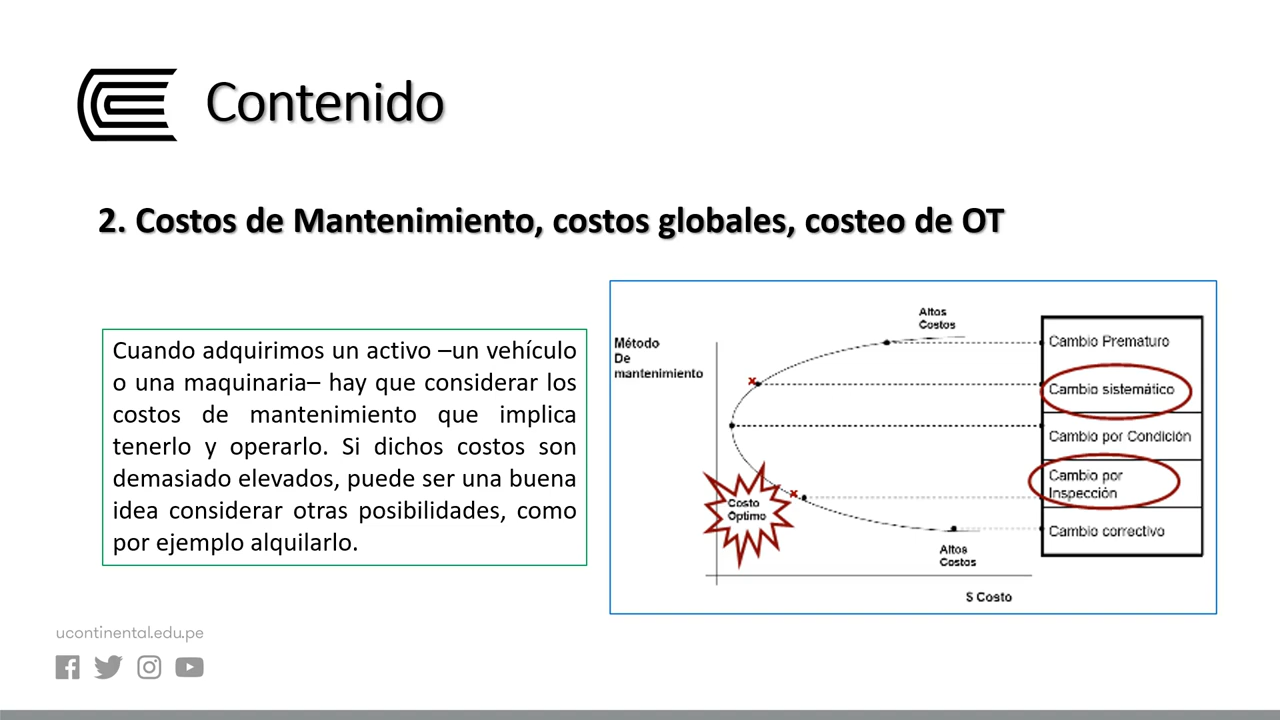 Contenido
2. Costos de Mantenimiento, costos globales, costeo de OT
Cuando adquirimos un activo –un vehículo
o una maquinaria– hay que considerar los
costos de mantenimiento que implica
tenerlo y operarlo. Si dichos costos son
demasiado elevados, puede ser una buena
idea considerar otras posibilidades, como
por ejemplo alquilarlo.
Método
De
mantenimiento
Altos
Costos
Costo
Óptimo
Altos
Costos
$ Costo
Cambio Prematuro
Cambio sistemático
Cambio por Condición
Cambio por
Inspección
Cambio correctivo
ucontinental.edu.pe